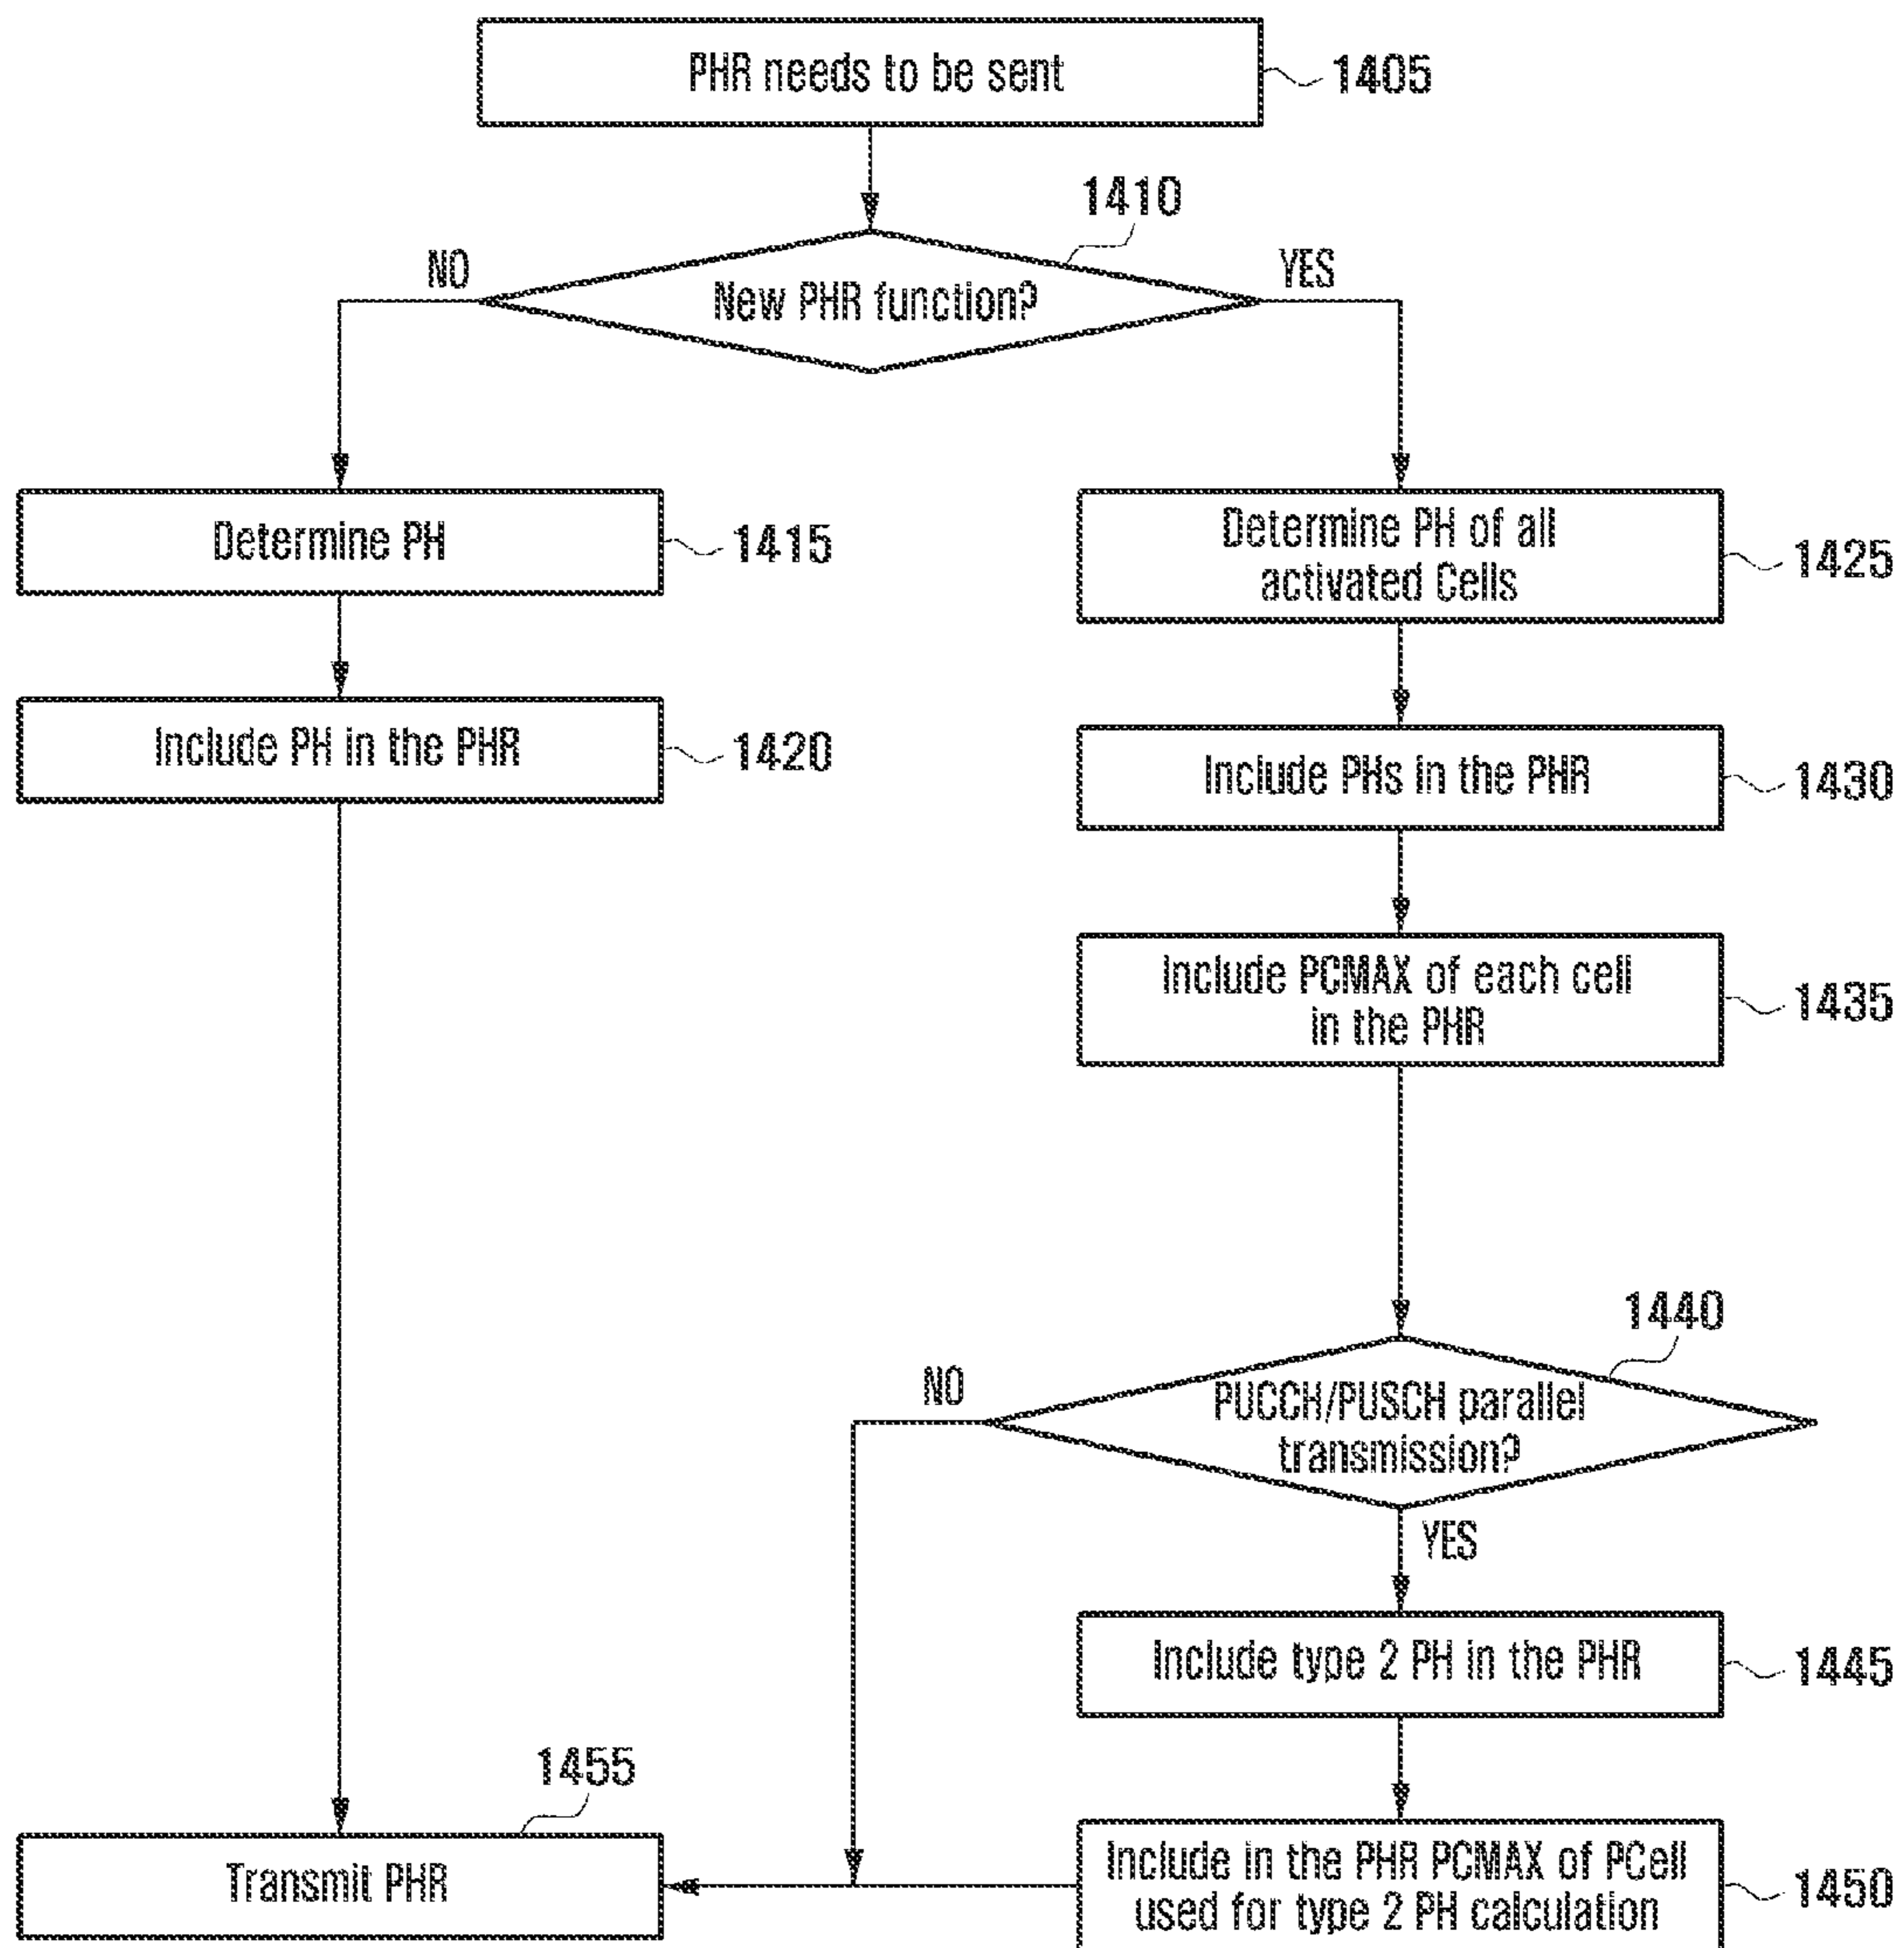 PHR needs to be sent
1405
1410
NO
New PHR function?
YES
Determine PH
1415
Determine PH of all
activated Cells
1425
Include PH in the PHR
1420
Include PHs in the PHR
1430
Include PCMAX of each cell
in the PHR
1435
1440
NO
PUCCH/PUSCH parallel
transmission?
YES
Include type 2 PH in the PHR
1445
1455
Transmit PHR
Include in the PHR PCMAX of PCell
used for type 2 PH calculation
1450